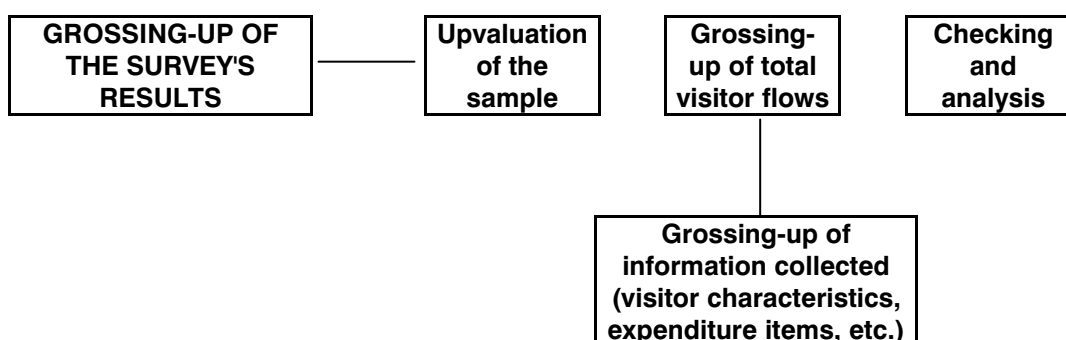 GROSSING-UP OF
THE SURVEY'S
RESULTS
Upvaluation
of the
sample
Grossing-
up of total
visitor flows
Checking
and
analysis
Grossing-up of
information collected
(visitor characteristics,
expenditure items, etc.)